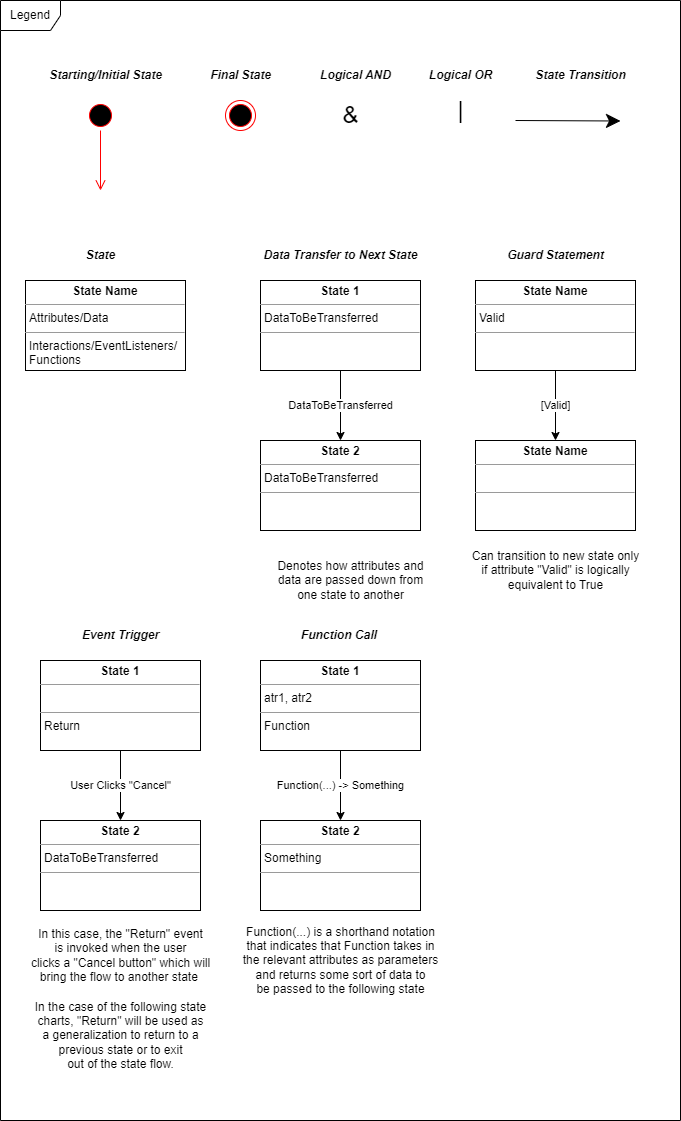 Legend
Starting/Initial State
Final State
Logical AND
Logical OR
State Transition
&
|
State
Data Transfer to Next State
Guard Statement
State Name
Attributes/Data
Interactions/EventListeners/
Functions
State 1
DataToBeTransferred
DataToBeTransferred
State 2
DataToBeTransferred
Denotes how attributes and
data are passed down from
one state to another
State Name
Valid
[Valid]
State Name
Can transition to new state only
if attribute "Valid" is logically
equivalent to True
Event Trigger
Function Call
State 1
Return
User Clicks "Cancel"
State 2
DataToBeTransferred
In this case, the "Return" event
is invoked when the user
clicks a "Cancel button" which will
bring the flow to another state
In the case of the following state
charts, "Return" will be used as
a generalization to return to a
previous state or to exit
out of the state flow.
State 1
atr1, atr2
Function
Function(...) -> Something
State 2
Something
Function(...) is a shorthand notation
that indicates that Function takes in
the relevant attributes as parameters
and returns some sort of data to
be passed to the following state